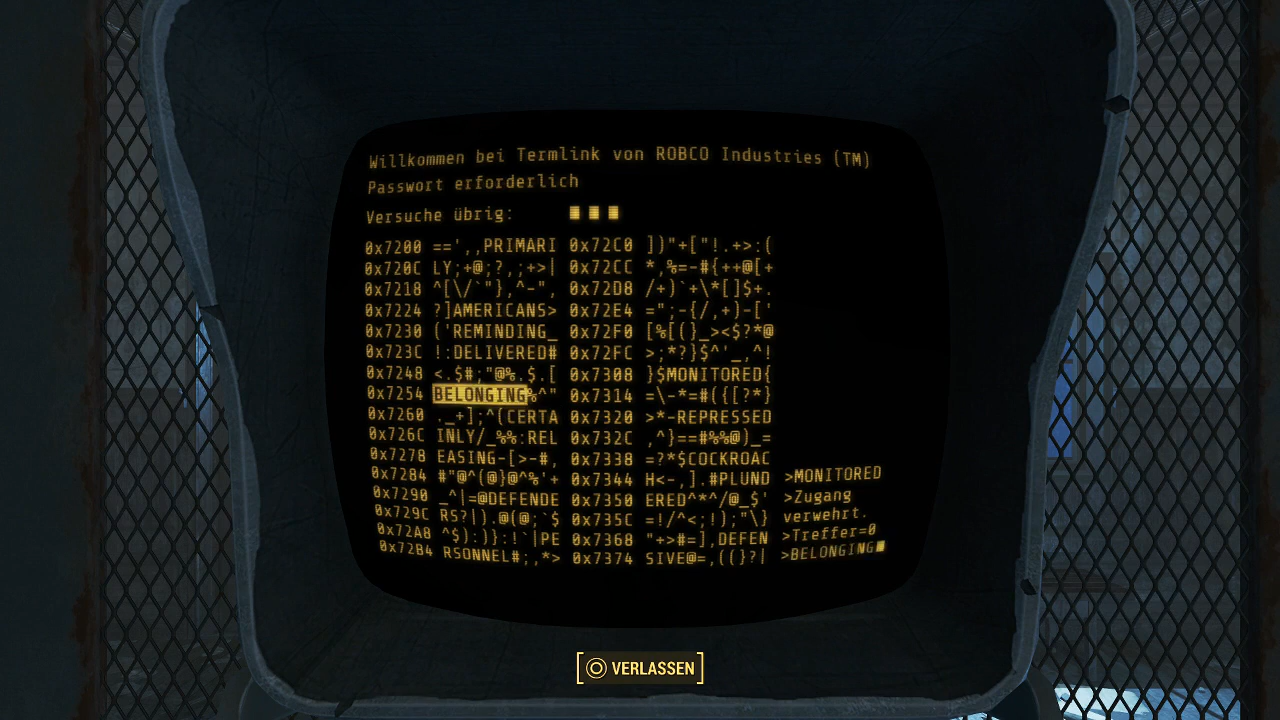 Willkommen bei Termlink von ROBCO Industries (TM)
Passwort erforderlich
Versuche übrig: ■ ■ ■
0x7200 ==',,PRIMARI 0x72C0 ])"+["!.+>:(
0x720C LY;+@;?,;+>| 0x72CC *,%=-#{++@[+
0x7218 ^[\/`"},^-", 0x72D8 /+)`+\*[]$+.
0x7224 ?]AMERICANS> 0x72E4 =";-{/,+)-['
0x7230 ('REMINDING_ 0x72F0 [%[(}_><$?*@
0x723C !:DELIVERED# 0x72FC >;*?}$^'_,^!
0x7248 <.$#;"@%.$.[ 0x7308 }$MONITORED{
0x7254 BELONGING%^" 0x7314 =\-*=#({[?*}
0x7260 ._+];^(CERTA 0x7320 >*-REPRESSED
0x726C INLY/_%%:REL 0x732C ,^}==#%%@)_=
0x7278 EASING-[>-#, 0x7338 =?*$COCKROAC
0x7284 #"@^(@}@^%'+ 0x7344 H<-,].#PLUND >MONITORED
0x7290 _^|=@DEFENDE 0x7350 ERED^*^/@_$' >Zugang
0x729C RS?|).@(@;`$ 0x735C =!/^<;!);"\} verwehrt.
0x72A8 ^$):)}:!`|PE 0x7368 "+>#=],DEFEN >Treffer=0
0x72B4 RSONNEL#;,*> 0x7374 SIVE@=,((}?| >BELONGING■
VERLASSEN